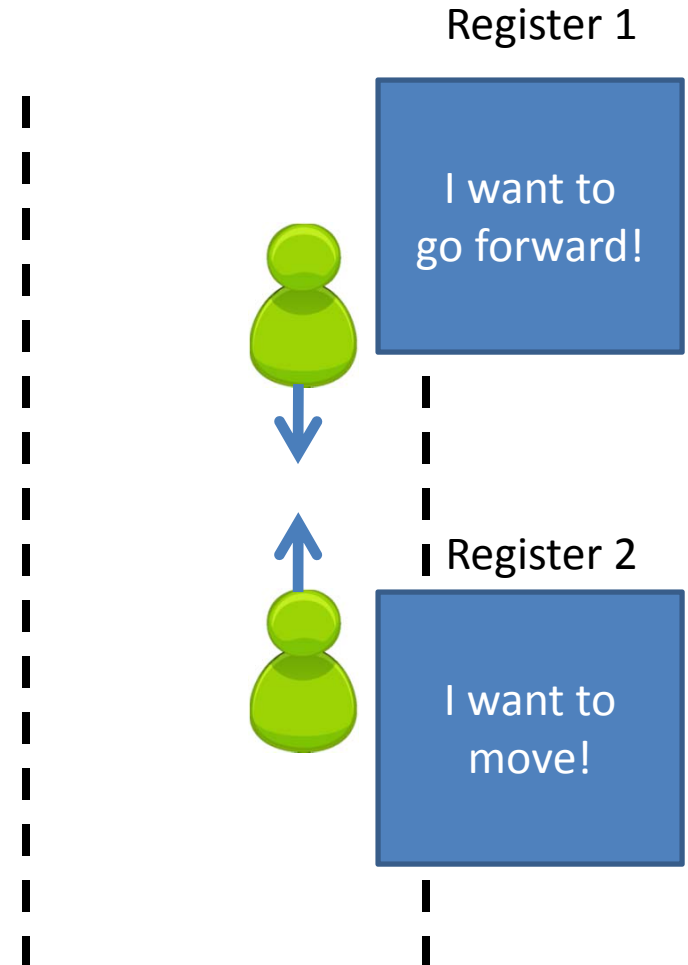 Register 1
I want to
go forward!
Register 2
I want to
move!